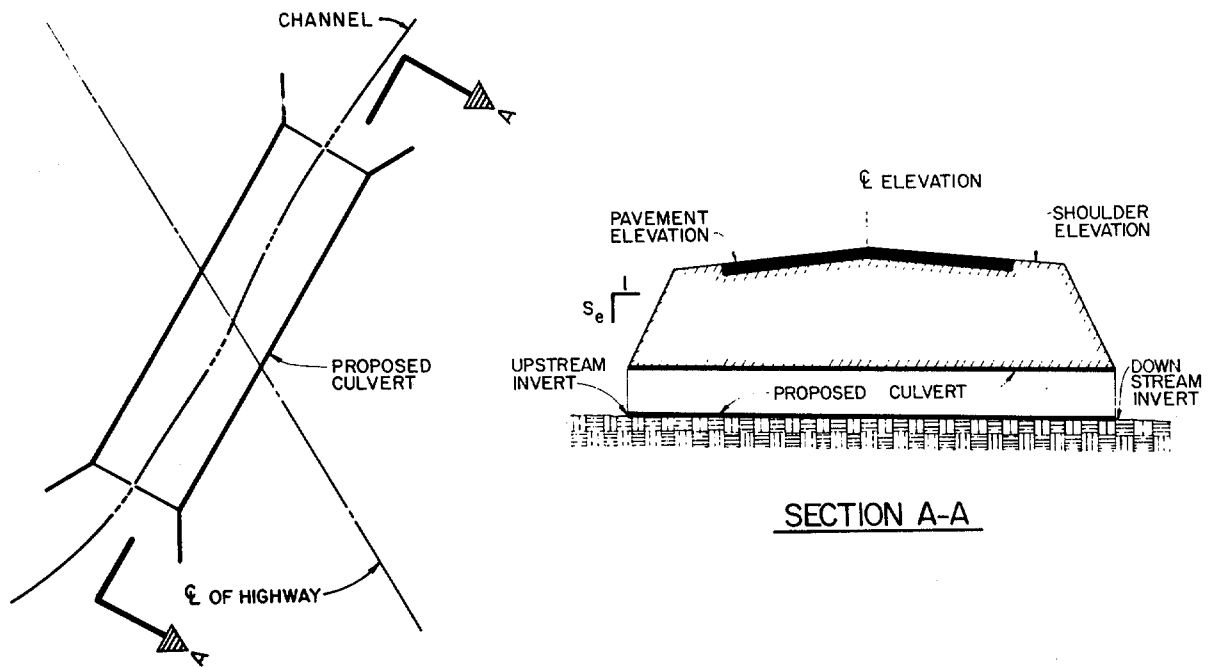 CHANNEL
A
℄ ELEVATION
PAVEMENT
ELEVATION
SHOULDER
ELEVATION
I
Se
PROPOSED
CULVERT
UPSTREAM
INVERT
PROPOSED CULVERT
DOWN
STREAM
INVERT
SECTION A-A
℄ OF HIGHWAY
A